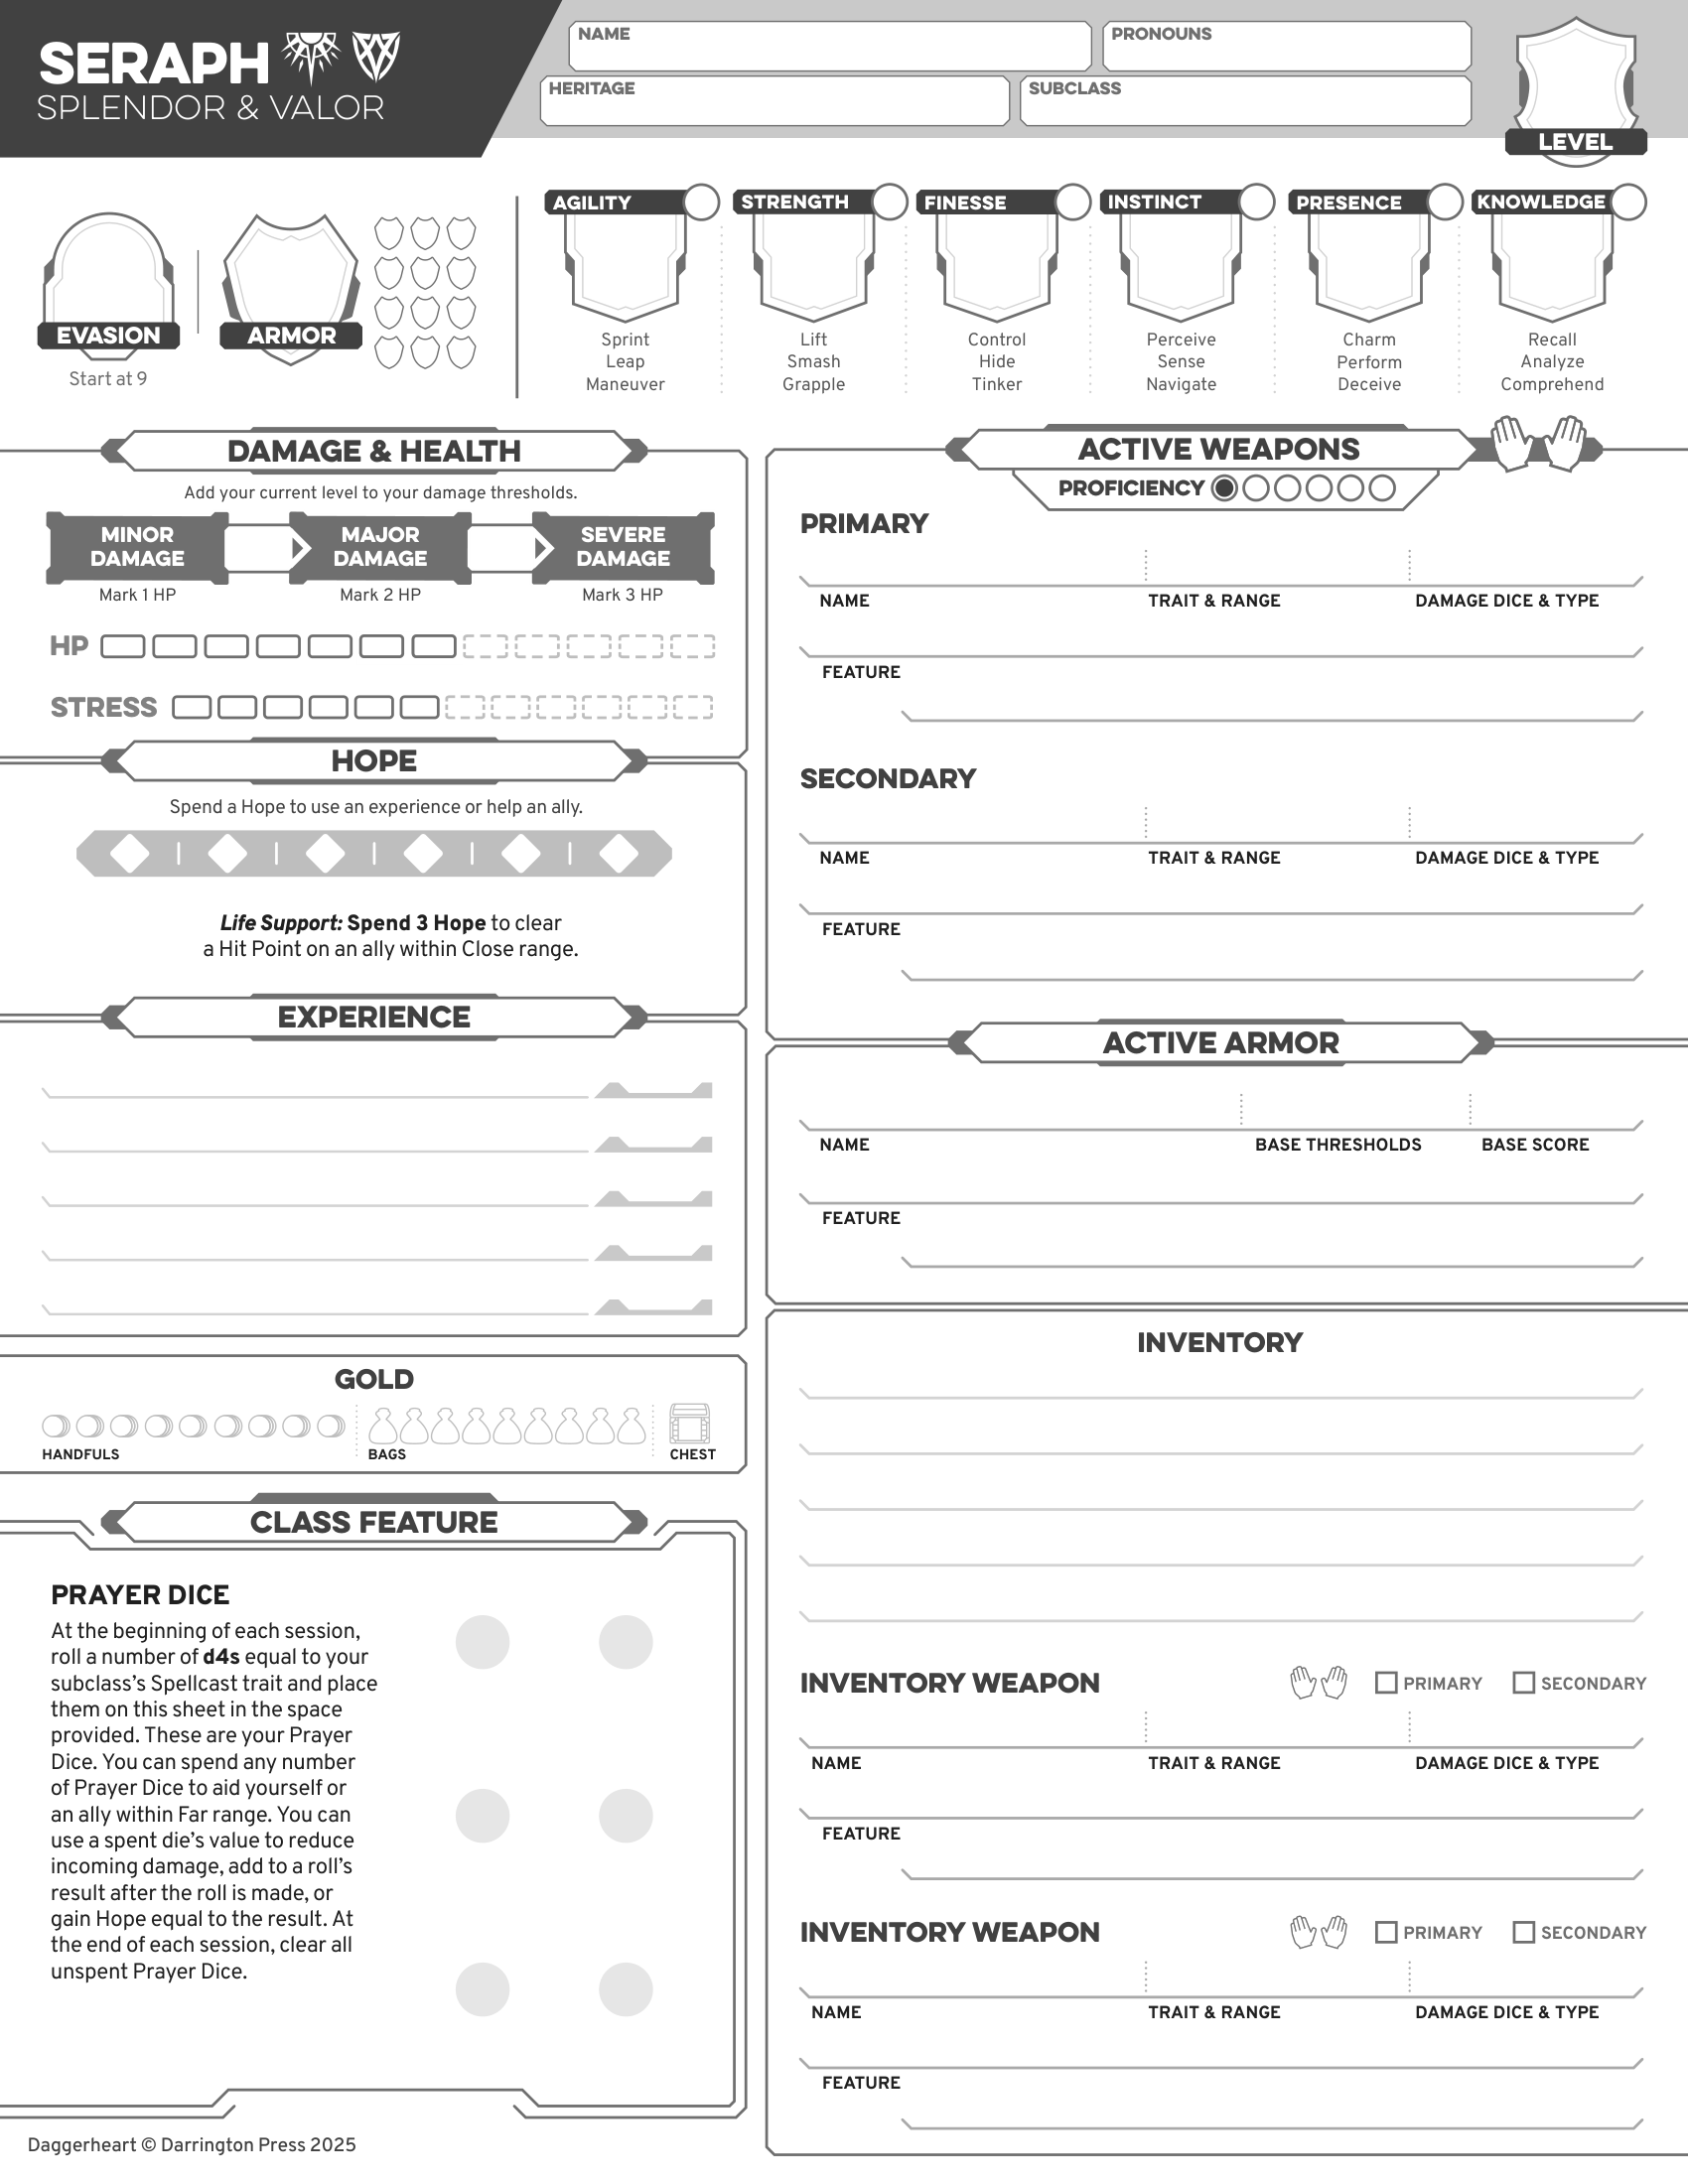 SERAPH
SPLENDOR & VALOR
NAME
PRONOUNS
HERITAGE
SUBCLASS
LEVEL
EVASION
Start at 9
ARMOR
AGILITY
Sprint
Leap
Maneuver
STRENGTH
Lift
Smash
Grapple
FINESSE
Control
Hide
Tinker
INSTINCT
Perceive
Sense
Navigate
PRESENCE
Charm
Perform
Deceive
KNOWLEDGE
Recall
Analyze
Comprehend
DAMAGE & HEALTH
Add your current level to your damage thresholds.
MINOR
DAMAGE
Mark 1 HP
MAJOR
DAMAGE
Mark 2 HP
SEVERE
DAMAGE
Mark 3 HP
HP
STRESS
HOPE
Spend a Hope to use an experience or help an ally.
Life Support: Spend 3 Hope to clear
a Hit Point on an ally within Close range.
EXPERIENCE
GOLD
HANDFULS
BAGS
CHEST
CLASS FEATURE
PRAYER DICE
At the beginning of each session,
roll a number of d4s equal to your
subclass’s Spellcast trait and place
them on this sheet in the space
provided. These are your Prayer
Dice. You can spend any number
of Prayer Dice to aid yourself or
an ally within Far range. You can
use a spent die’s value to reduce
incoming damage, add to a roll’s
result after the roll is made, or
gain Hope equal to the result. At
the end of each session, clear all
unspent Prayer Dice.
Daggerheart © Darrington Press 2025
ACTIVE WEAPONS
PROFICIENCY
PRIMARY
NAME
TRAIT & RANGE
DAMAGE DICE & TYPE
FEATURE
SECONDARY
NAME
TRAIT & RANGE
DAMAGE DICE & TYPE
FEATURE
ACTIVE ARMOR
NAME
BASE THRESHOLDS
BASE SCORE
FEATURE
INVENTORY
INVENTORY WEAPON
PRIMARY
SECONDARY
NAME
TRAIT & RANGE
DAMAGE DICE & TYPE
FEATURE
INVENTORY WEAPON
PRIMARY
SECONDARY
NAME
TRAIT & RANGE
DAMAGE DICE & TYPE
FEATURE